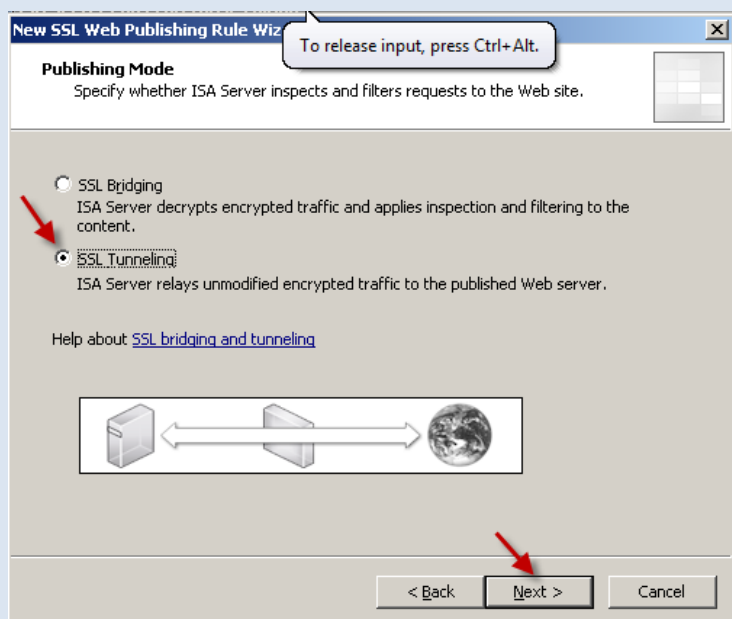 New SSL Web Publishing Rule Wiz
To release input, press Ctrl+Alt.
Publishing Mode
Specify whether ISA Server inspects and filters requests to the Web site.
SSL Bridging
ISA Server decrypts encrypted traffic and applies inspection and filtering to the
content.
SSL Tunneling
ISA Server relays unmodified encrypted traffic to the published Web server.
Help about SSL bridging and tunneling
< Back
Next >
Cancel